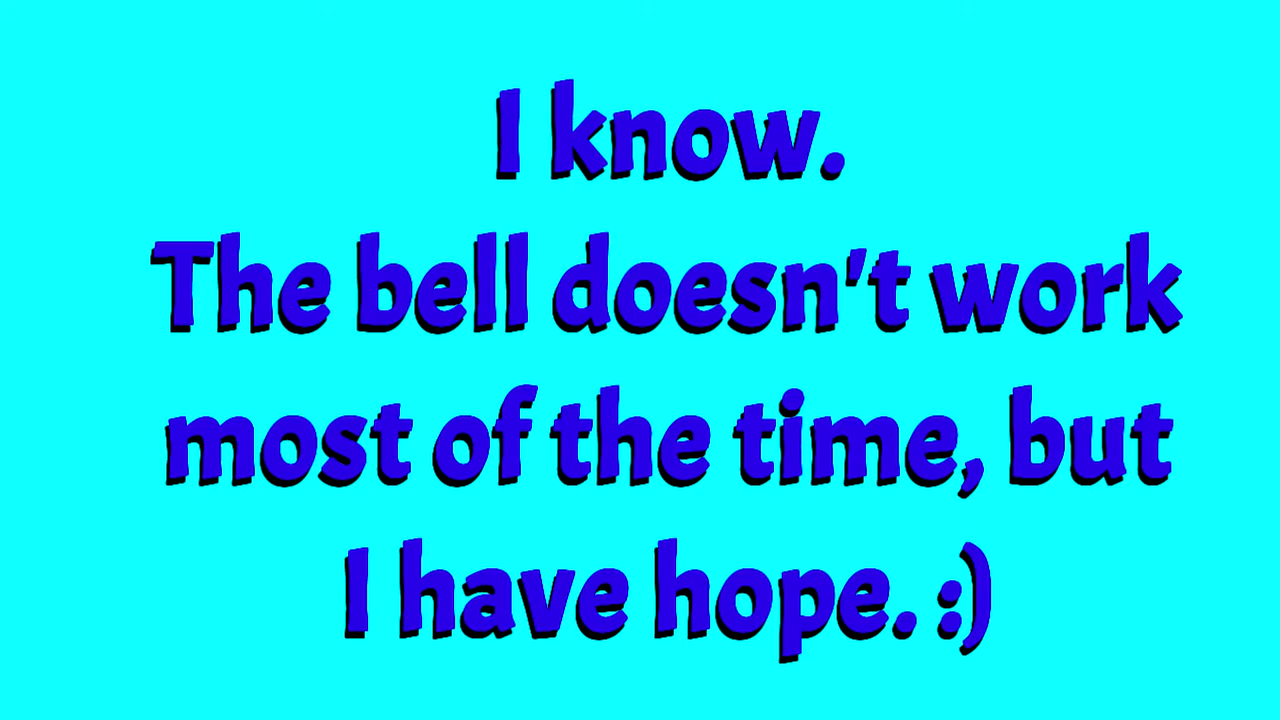 I know.
The bell doesn't work
most of the time, but
I have hope. :)